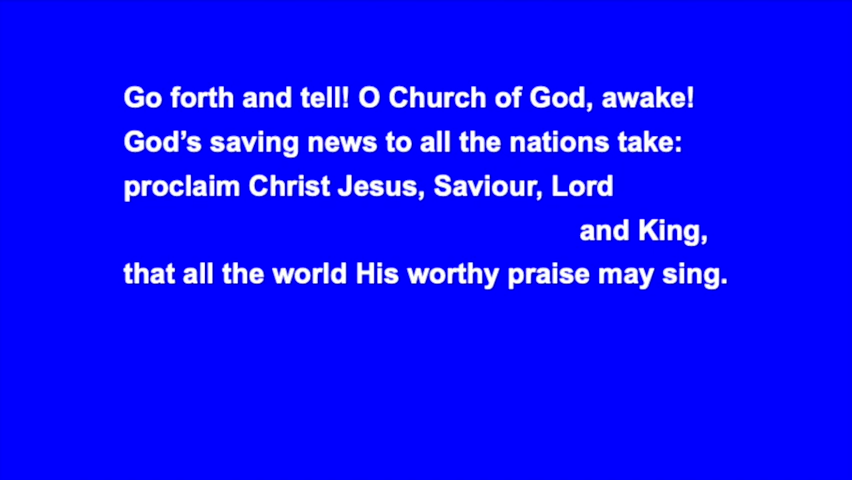 Go forth and tell! O Church of God, awake!
God’s saving news to all the nations take:
proclaim Christ Jesus, Saviour, Lord
and King,
that all the world His worthy praise may sing.